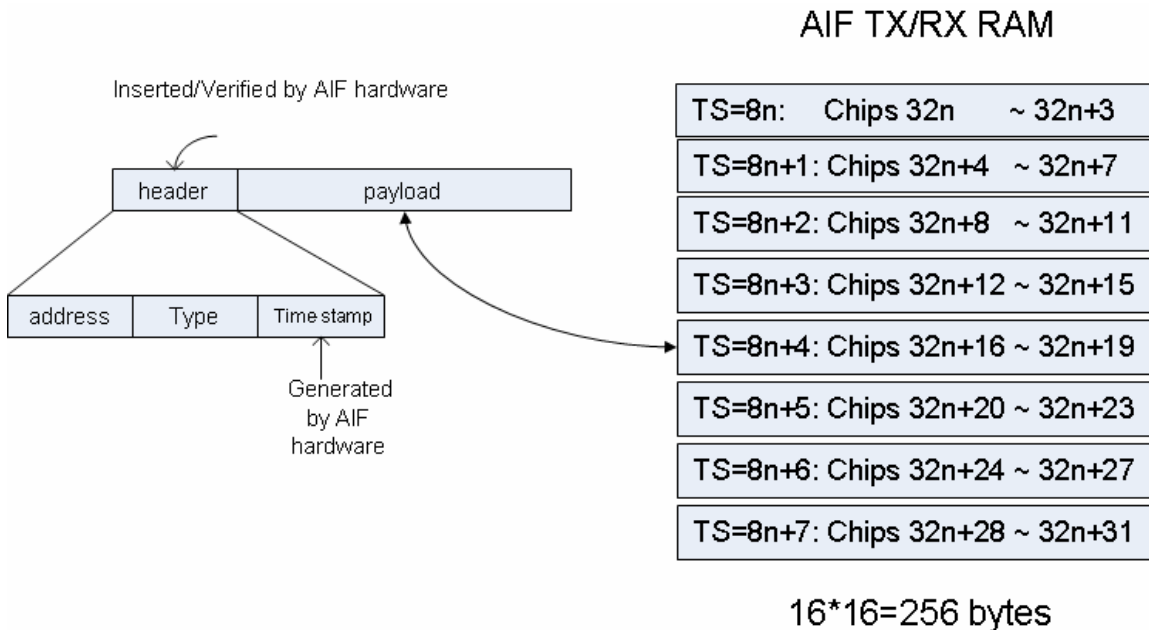 AIF TX/RX RAM
Inserted/Verified by AIF hardware
header
payload
address
Type
Time stamp
Generated
by AIF
hardware
TS=8n: Chips 32n ~ 32n+3
TS=8n+1: Chips 32n+4 ~ 32n+7
TS=8n+2: Chips 32n+8 ~ 32n+11
TS=8n+3: Chips 32n+12 ~ 32n+15
TS=8n+4: Chips 32n+16 ~ 32n+19
TS=8n+5: Chips 32n+20 ~ 32n+23
TS=8n+6: Chips 32n+24 ~ 32n+27
TS=8n+7: Chips 32n+28 ~ 32n+31
16*16=256 bytes